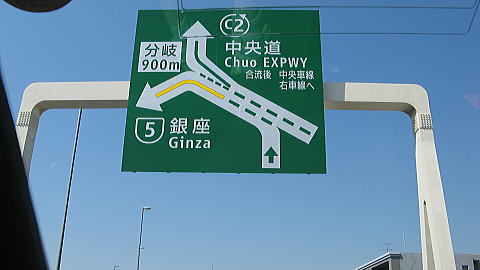 C2
分岐
900m
中央道
Chuo EXPWY
合流後 中央車線
右車線へ
5
銀座
Ginza